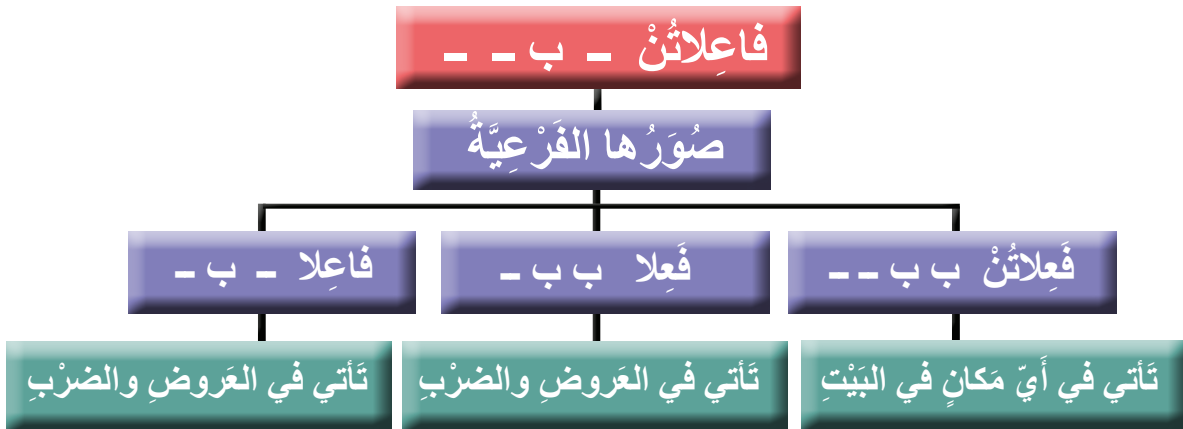 فاعِلاتُنْ ـ ب ـ ـ
صُوَرُها الفَرْعِيَّةُ
فَعِلاتُنْ ب ب ـ ـ
فَعِلا ب ب ـ
فاعِلا ـ ب ـ
تَأتي في أَيّ مَكانٍ في البَيْتِ
تَأتي في العَروضِ والضرْبِ
تَأتي في العَروضِ والضرْبِ